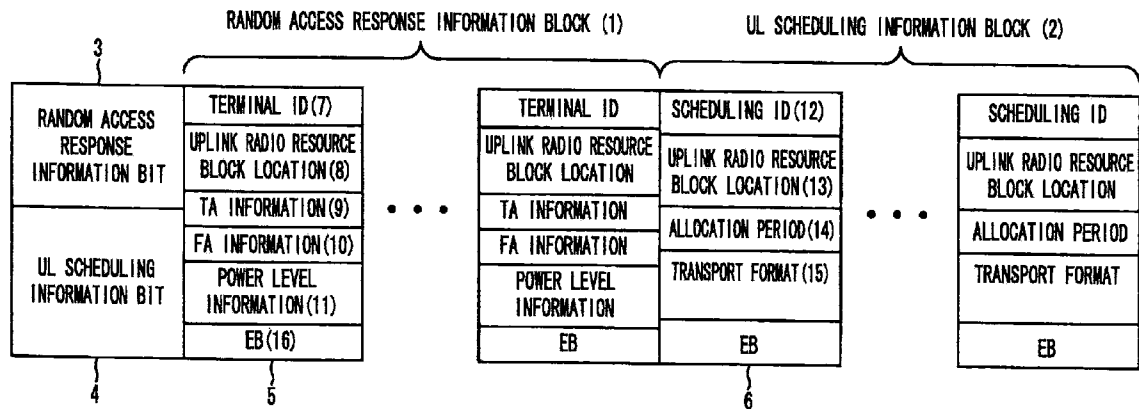 RANDOM ACCESS RESPONSE INFORMATION BLOCK (1)
UL SCHEDULING INFORMATION BLOCK (2)
3
RANDOM ACCESS
RESPONSE
INFORMATION BIT
UL SCHEDULING
INFORMATION BIT
4
TERMINAL ID(7)
UPLINK RADIO RESOURCE
BLOCK LOCATION(8)
TA INFORMATION(9)
FA INFORMATION(10)
POWER LEVEL
INFORMATION(11)
EB(16)
5
TERMINAL ID
UPLINK RADIO RESOURCE
BLOCK LOCATION
TA INFORMATION
FA INFORMATION
POWER LEVEL
INFORMATION
EB
SCHEDULING ID(12)
UPLINK RADIO RESOURCE
BLOCK LOCATION(13)
ALLOCATION PERIOD(14)
TRANSPORT FORMAT(15)
EB
6
SCHEDULING ID
UPLINK RADIO RESOURCE
BLOCK LOCATION
ALLOCATION PERIOD
TRANSPORT FORMAT
EB